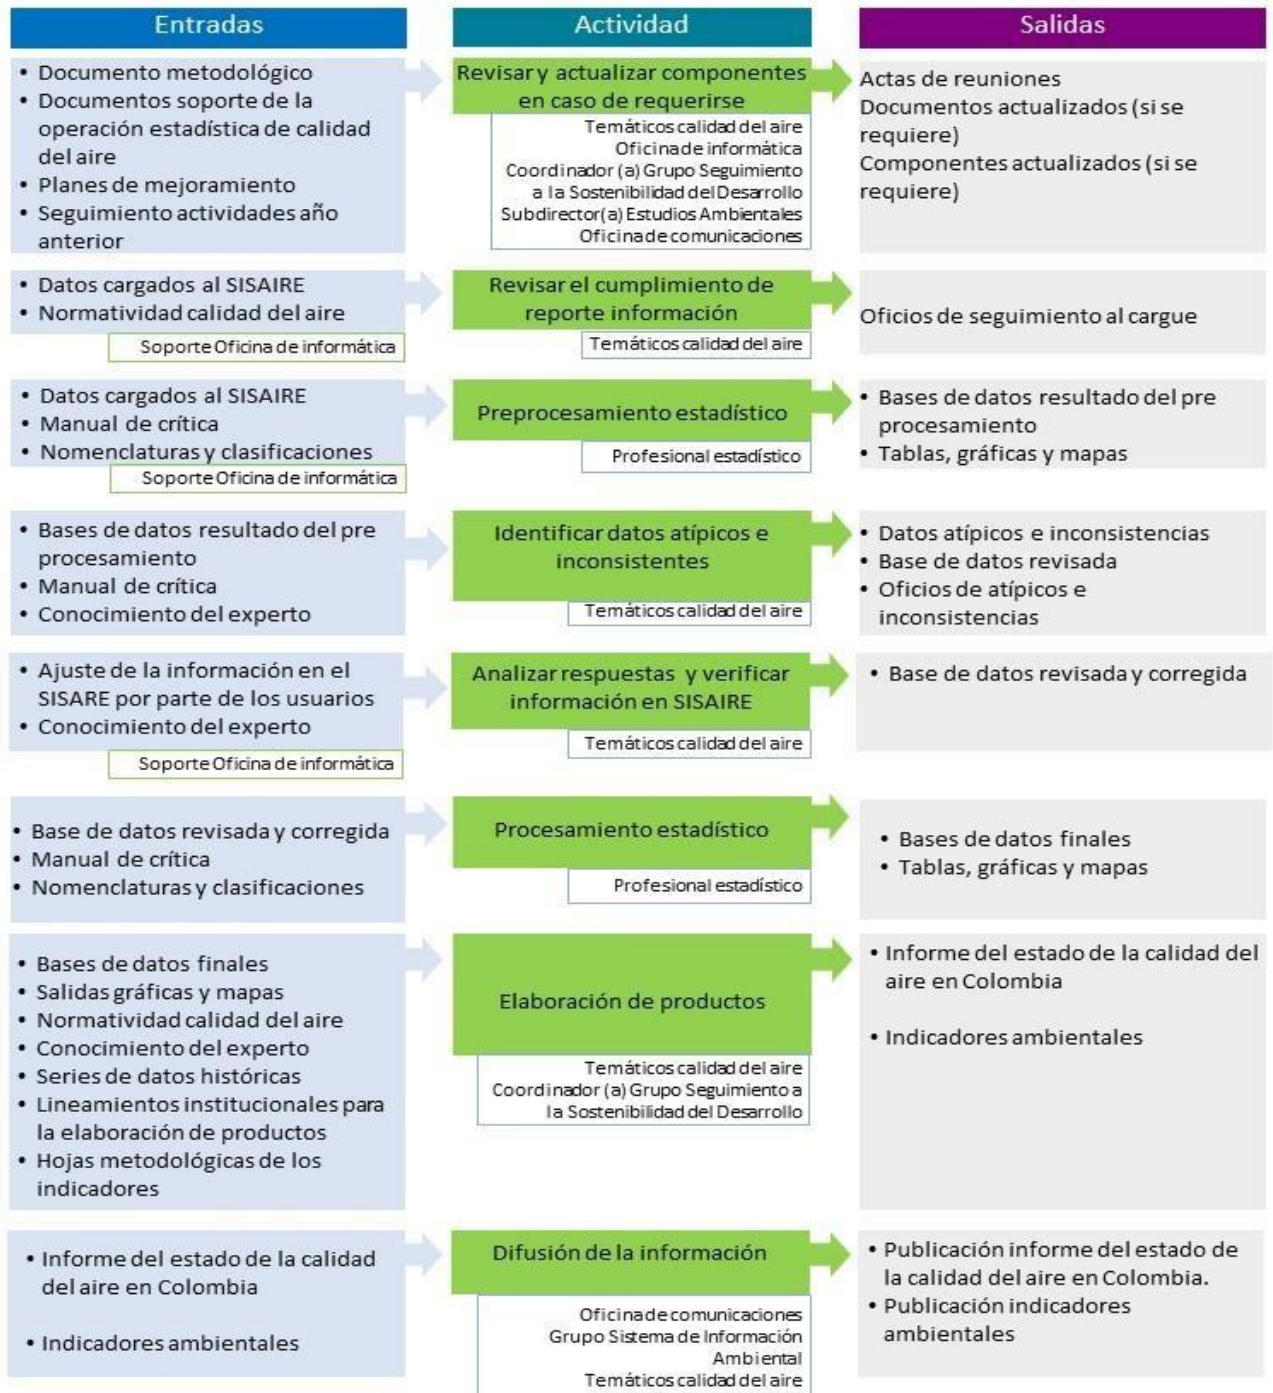 Entradas
Actividad
Salidas
• Documento metodológico
• Documentos soporte de la
operación estadística de calidad
del aire
• Planes de mejoramiento
• Seguimiento actividades año
anterior
Revisar y actualizar componentes
en caso de requerirse
Temáticos calidad del aire
Oficina de informática
Coordinador (a) Grupo Seguimiento
a la Sostenibilidad del Desarrollo
Subdirector(a) Estudios Ambientales
Oficina de comunicaciones
Actas de reuniones
Documentos actualizados (si se
requiere)
Componentes actualizados (si se
requiere)
• Datos cargados al SISAIRE
• Normatividad calidad del aire
Soporte Oficina de informática
Revisar el cumplimiento de
reporte información
Temáticos calidad del aire
Oficios de seguimiento al cargue
• Datos cargados al SISAIRE
• Manual de crítica
• Nomenclaturas y clasificaciones
Soporte Oficina de informática
Preprocesamiento estadístico
Profesional estadístico
• Bases de datos resultado del pre
procesamiento
• Tablas, gráficas y mapas
• Bases de datos resultado del pre
procesamiento
• Manual de crítica
• Conocimiento del experto
Identificar datos atípicos e
inconsistentes
Temáticos calidad del aire
• Datos atípicos e inconsistencias
• Base de datos revisada
• Oficios de atípicos e
inconsistencias
• Ajuste de la información en el
SISARE por parte de los usuarios
• Conocimiento del experto
Soporte Oficina de informática
Analizar respuestas y verificar
información en SISAIRE
Temáticos calidad del aire
• Base de datos revisada y corregida
• Base de datos revisada y corregida
• Manual de crítica
• Nomenclaturas y clasificaciones
Procesamiento estadístico
Profesional estadístico
• Bases de datos finales
• Tablas, gráficas y mapas
• Bases de datos finales
• Salidas gráficas y mapas
• Normatividad calidad del aire
• Conocimiento del experto
• Series de datos históricas
• Lineamientos institucionales para
la elaboración de productos
• Hojas metodológicas de los
indicadores
Elaboración de productos
Temáticos calidad del aire
Coordinador (a) Grupo Seguimiento a
la Sostenibilidad del Desarrollo
• Informe del estado de la calidad del
aire en Colombia
• Indicadores ambientales
• Informe del estado de la calidad
del aire en Colombia
• Indicadores ambientales
Difusión de la información
Oficina de comunicaciones
Grupo Sistema de Información
Ambiental
Temáticos calidad del aire
• Publicación informe del estado de
la calidad del aire en Colombia.
• Publicación indicadores
ambientales